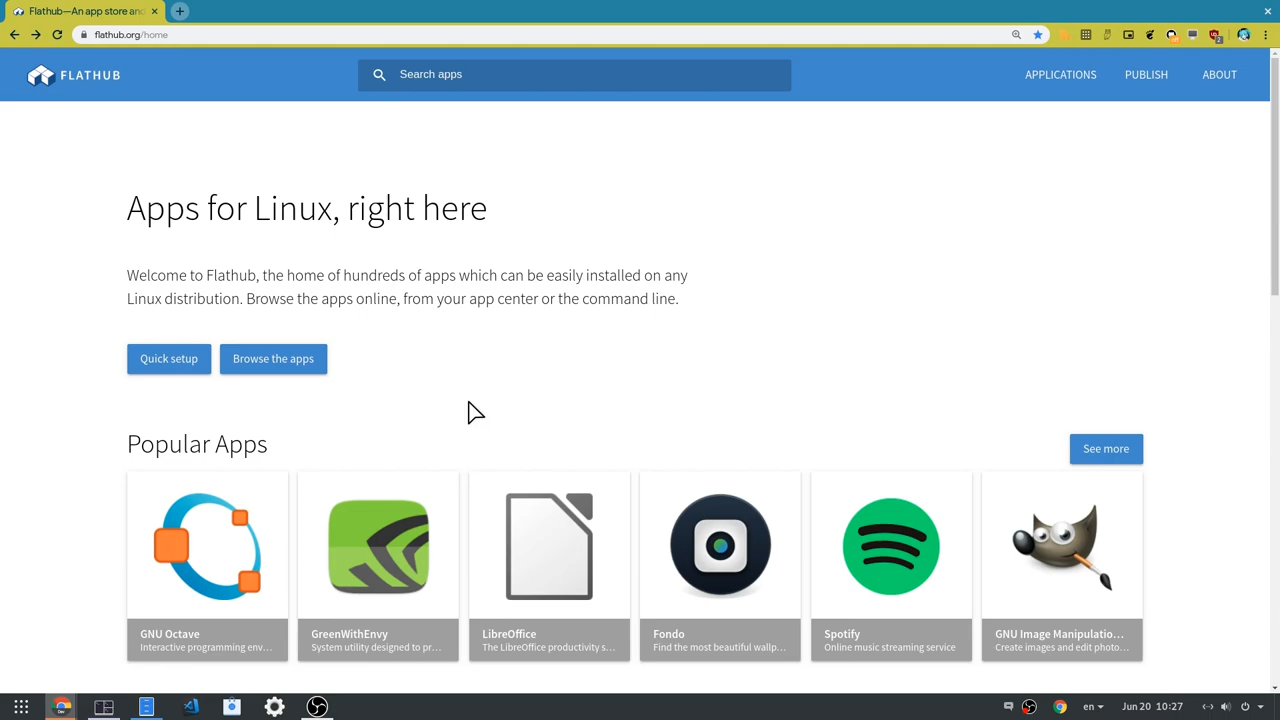 Flathub—An app store and
flathub.org/home
FLATHUB
Search apps
APPLICATIONS
PUBLISH
ABOUT
Apps for Linux, right here
Welcome to Flathub, the home of hundreds of apps which can be easily installed on any
Linux distribution. Browse the apps online, from your app center or the command line.
Quick setup
Browse the apps
Popular Apps
See more
GNU Octave
Interactive programming env…
GreenWithEnvy
System utility designed to pr…
LibreOffice
The LibreOffice productivity s…
Fondo
Find the most beautiful wallp…
Spotify
Online music streaming service
GNU Image Manipulatio…
Create images and edit photo…
en
Jun 20
10:27